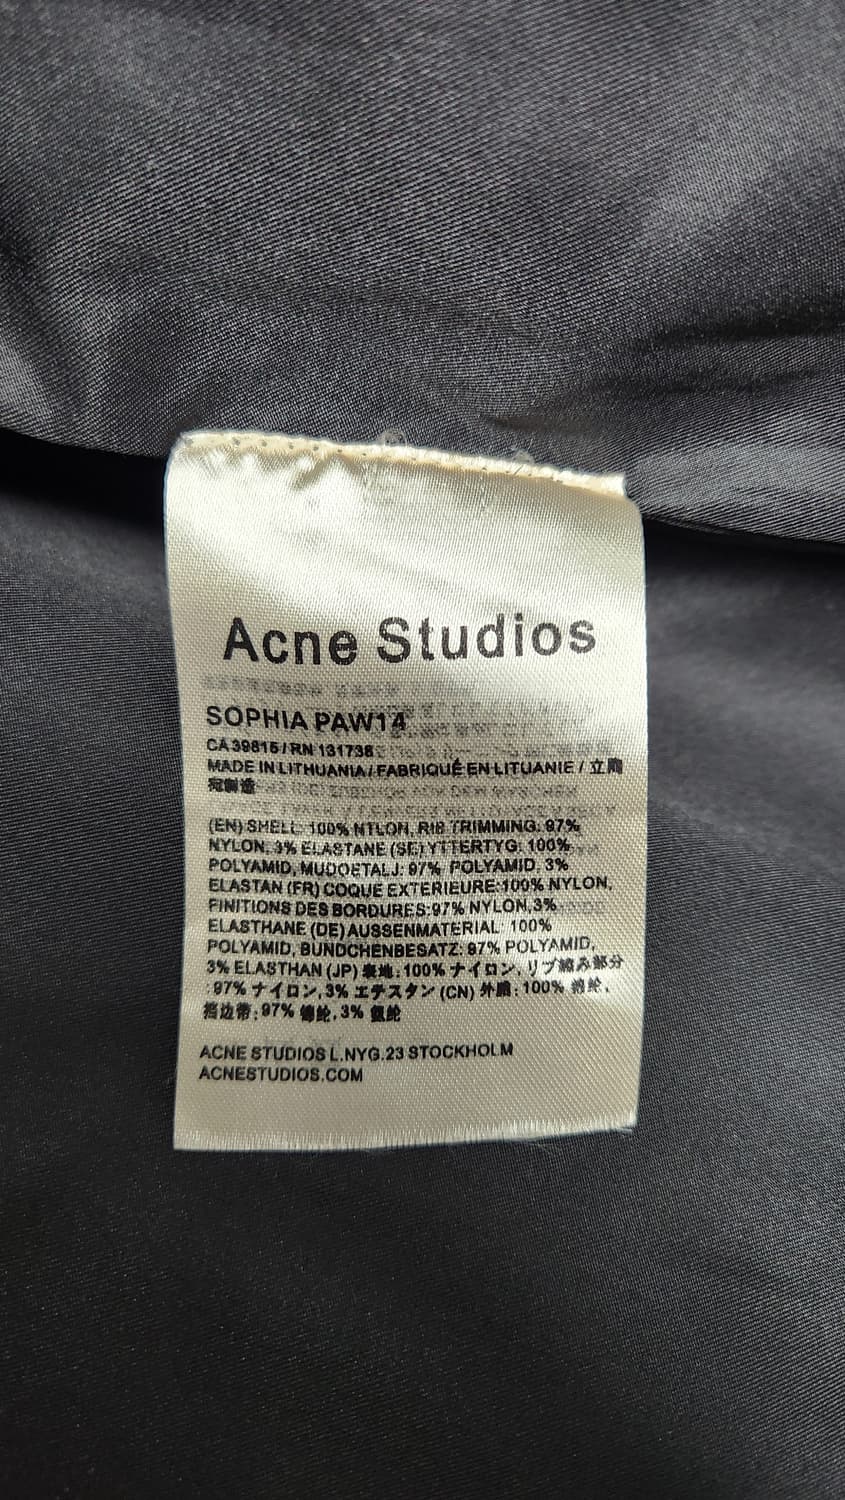 Acne Studios
SOPHIA PAW14
CA 39815 / RN 131738
MADE IN LITHUANIA / FABRIQUÉ EN LITUANIE / 立陶
宛制造
(EN) SHELL: 100% NYLON, RIB TRIMMING: 97%
NYLON, 3% ELASTANE (SE) YTTERTYG: 100%
POLYAMID, MUDOETALJ: 97% POLYAMID, 3%
ELASTAN (FR) COQUE EXTERIEURE:100% NYLON,
FINITIONS DES BORDURES:97% NYLON, 3%
ELASTHANE (DE) AUSSENMATERIAL: 100%
POLYAMID, BUNDCHENBESATZ: 97% POLYAMID,
3% ELASTHAN (JP) 表地:100% ナイロン, リブ編み部分
:97% ナイロン, 3% エテスタン (CN) 外層: 100% 锦纶,
挡边带: 97% 锦纶, 3% 氨纶
ACNE STUDIOS L.NYG.23 STOCKHOLM
ACNESTUDIOS.COM